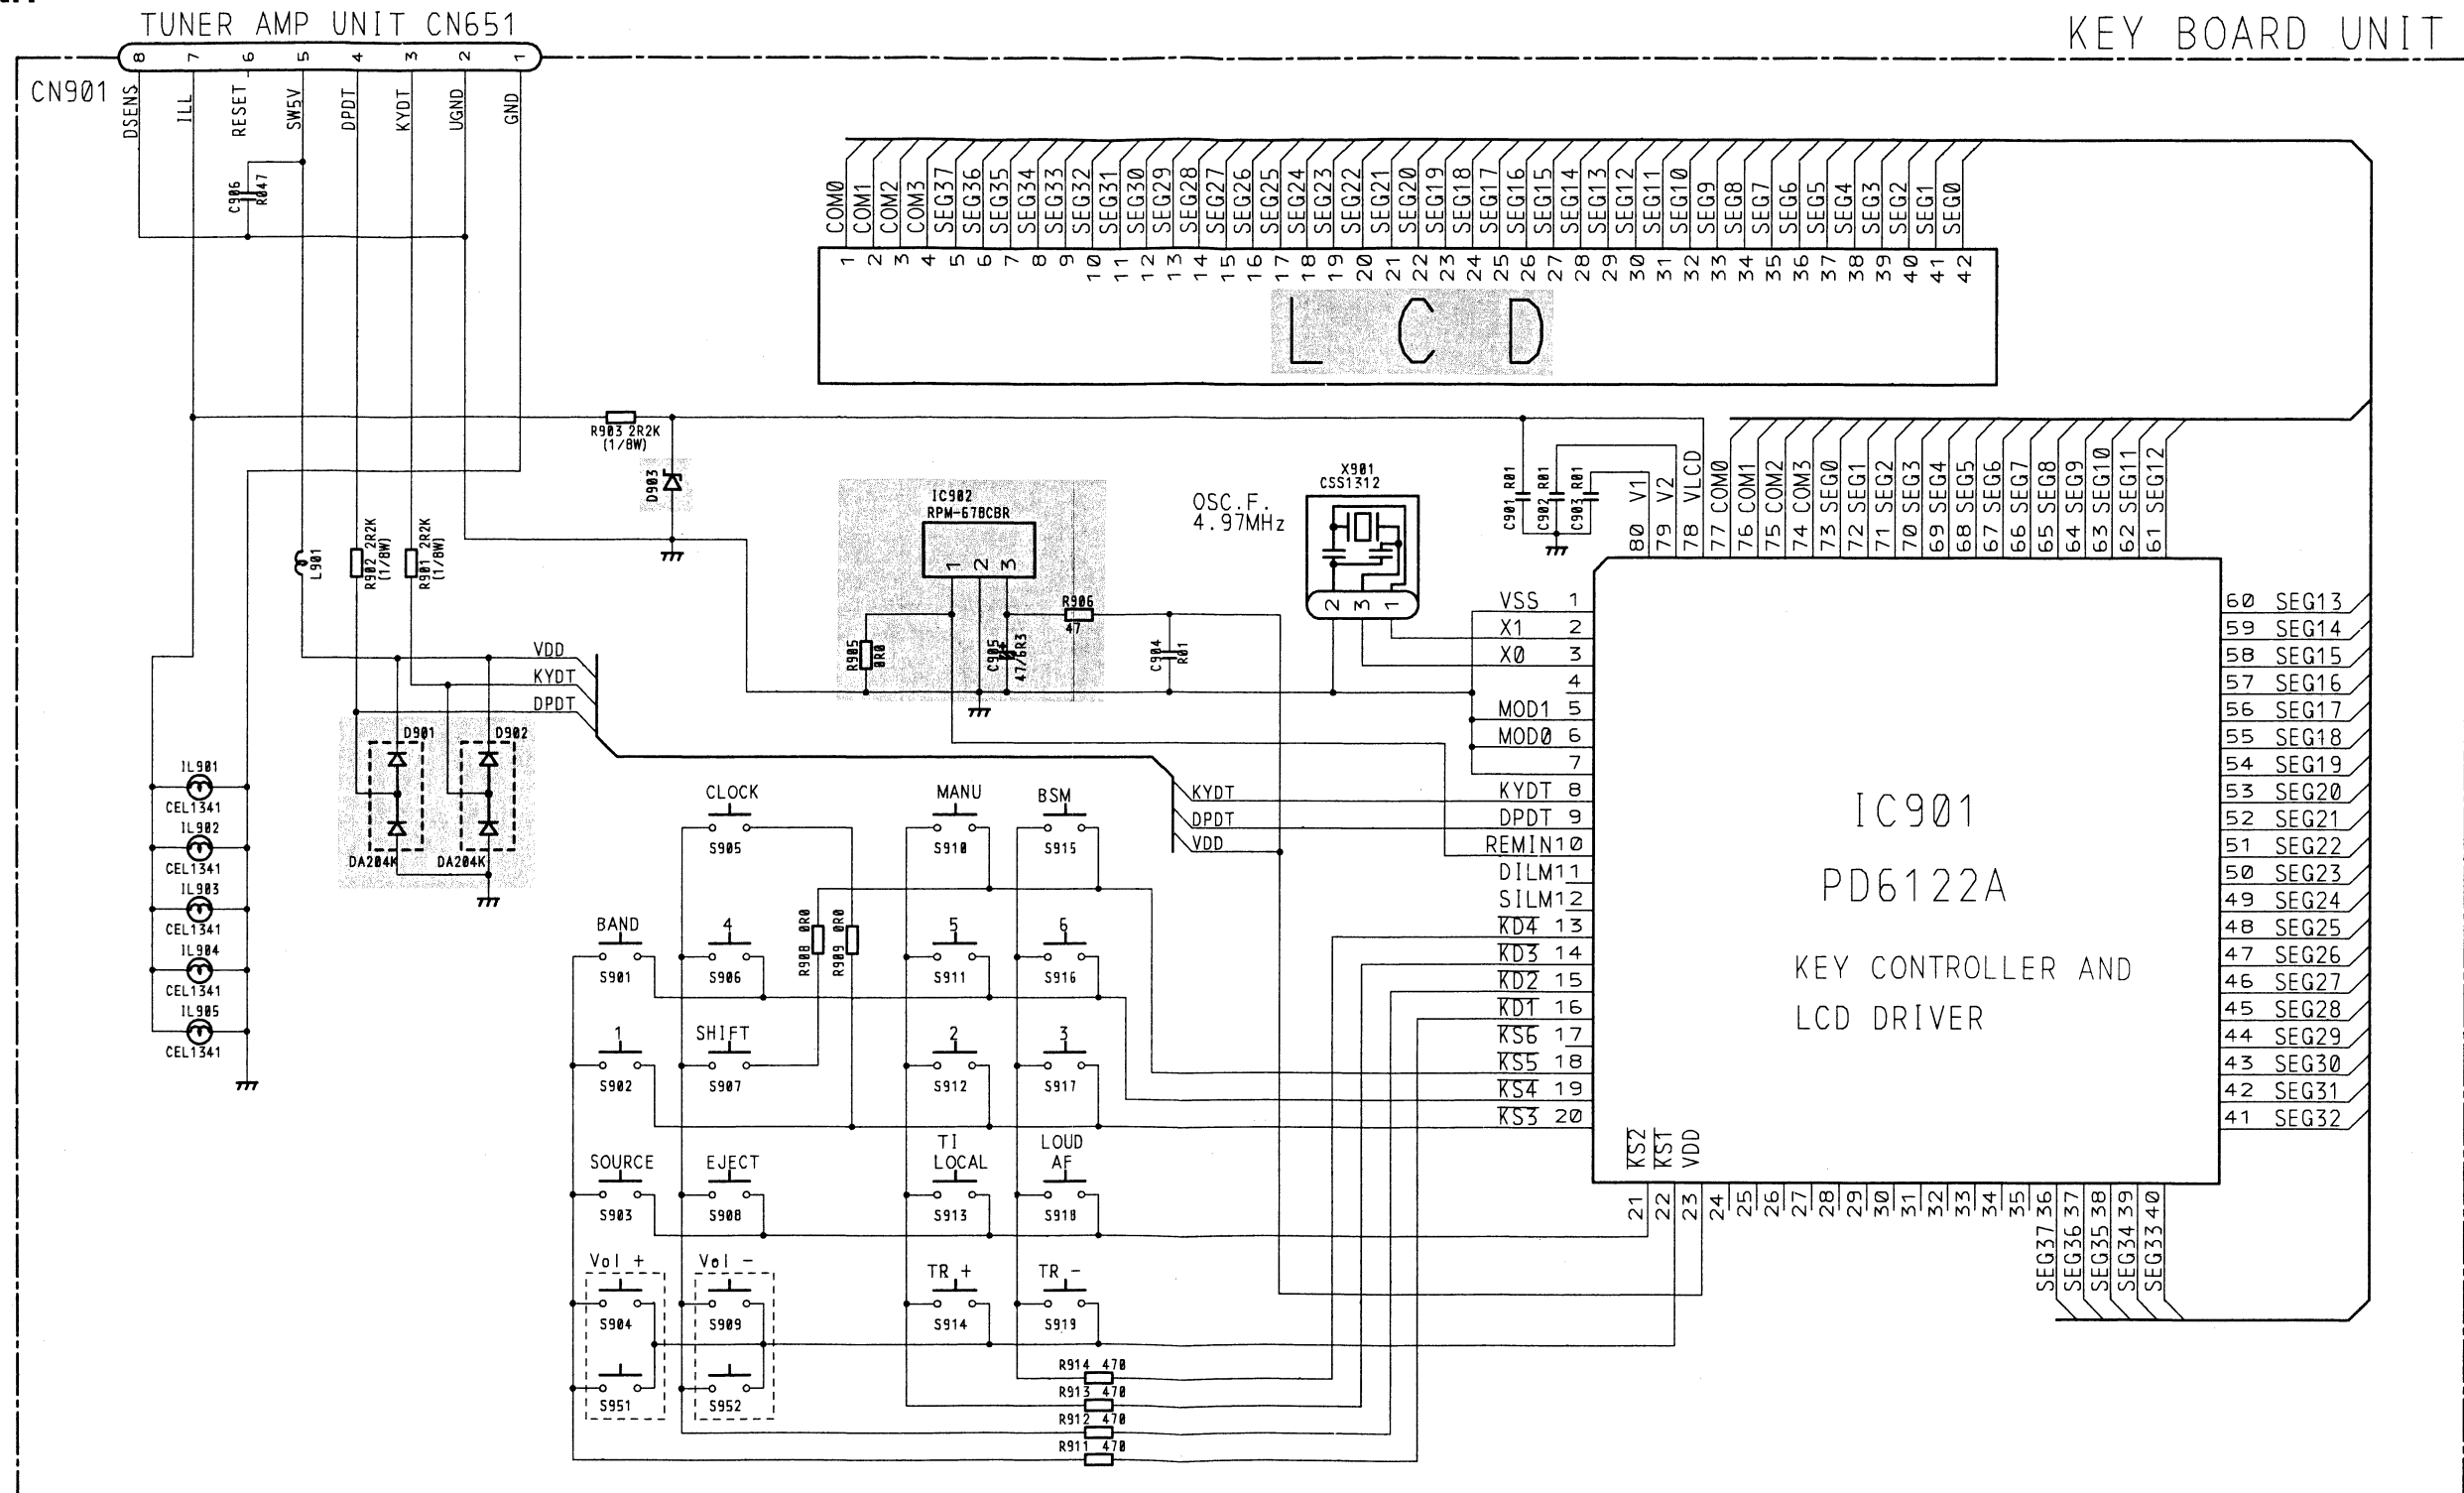 TUNER AMP UNIT CN651
KEY BOARD UNIT
CN901
8 7 6 5 4 3 2 1
DSENS ILL RESET SW5V DPDT KYDT UGND GND
C906 R047
COM0 COM1 COM2 COM3 SEG37 SEG36 SEG35 SEG34 SEG33 SEG32 SEG31 SEG30 SEG29 SEG28 SEG27 SEG26 SEG25 SEG24 SEG23 SEG22 SEG21 SEG20 SEG19 SEG18 SEG17 SEG16 SEG15 SEG14 SEG13 SEG12 SEG11 SEG10 SEG9 SEG8 SEG7 SEG6 SEG5 SEG4 SEG3 SEG2 SEG1 SEG0
1 2 3 4 5 6 7 8 9 10 11 12 13 14 15 16 17 18 19 20 21 22 23 24 25 26 27 28 29 30 31 32 33 34 35 36 37 38 39 40 41 42
LCD
R903 2R2K
(1/8W)
D903
L901
R902 2R2K
(1/8W)
R901 2R2K
(1/8W)
IC902
RPM-678CBR
1 2 3
R905
0R0
C905
47/6R3
R906
47
C904
R01
OSC.F.
4.97MHz
X901
CSS1312
2 3 1
C901 R01
C902 R01
C903 R01
80 V1
79 V2
78 VLCD
77 COM0
76 COM1
75 COM2
74 COM3
73 SEG0
72 SEG1
71 SEG2
70 SEG3
69 SEG4
68 SEG5
67 SEG6
66 SEG7
65 SEG8
64 SEG9
63 SEG10
62 SEG11
61 SEG12
VSS 1
X1 2
X0 3
4
MOD1 5
MOD0 6
7
KYDT 8
DPDT 9
REMIN10
DILM11
SILM12
KD4 13
KD3 14
KD2 15
KD1 16
KS6 17
KS5 18
KS4 19
KS3 20
IC901
PD6122A
KEY CONTROLLER AND
LCD DRIVER
60 SEG13
59 SEG14
58 SEG15
57 SEG16
56 SEG17
55 SEG18
54 SEG19
53 SEG20
52 SEG21
51 SEG22
50 SEG23
49 SEG24
48 SEG25
47 SEG26
46 SEG27
45 SEG28
44 SEG29
43 SEG30
42 SEG31
41 SEG32
KS2 KS1 VDD
21 22 23 24 25 26 27 28 29 30 31 32 33 34 35 36 37 38 39 40
SEG37 SEG36 SEG35 SEG34 SEG33
VDD
KYDT
DPDT
D901
D902
DA204K
DA204K
KYDT
DPDT
VDD
IL901
CEL1341
IL902
CEL1341
IL903
CEL1341
IL904
CEL1341
IL905
CEL1341
CLOCK
S905
MANU
S910
BSM
S915
R908 0R0
R909 0R0
BAND
S901
4
S906
5
S911
6
S916
1
S902
SHIFT
S907
2
S912
3
S917
SOURCE
S903
EJECT
S908
TI
LOCAL
S913
LOUD
AF
S918
Vol +
S904
S951
Vol -
S909
S952
TR +
S914
TR -
S919
R914 470
R913 470
R912 470
R911 470